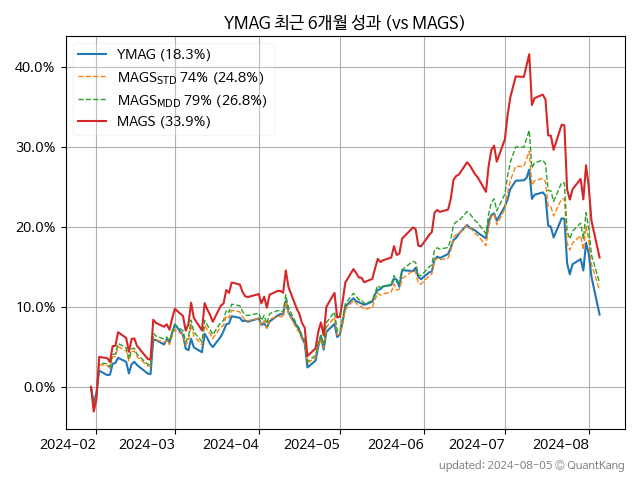 YMAG 최근 6개월 성과 (vs MAGS)
YMAG (18.3%)
MAGS_STD 74% (24.8%)
MAGS_MDD 79% (26.8%)
MAGS (33.9%)
40.0%
30.0%
20.0%
10.0%
0.0%
2024-02 2024-03 2024-04 2024-05 2024-06 2024-07 2024-08
updated: 2024-08-05 © QuantKang